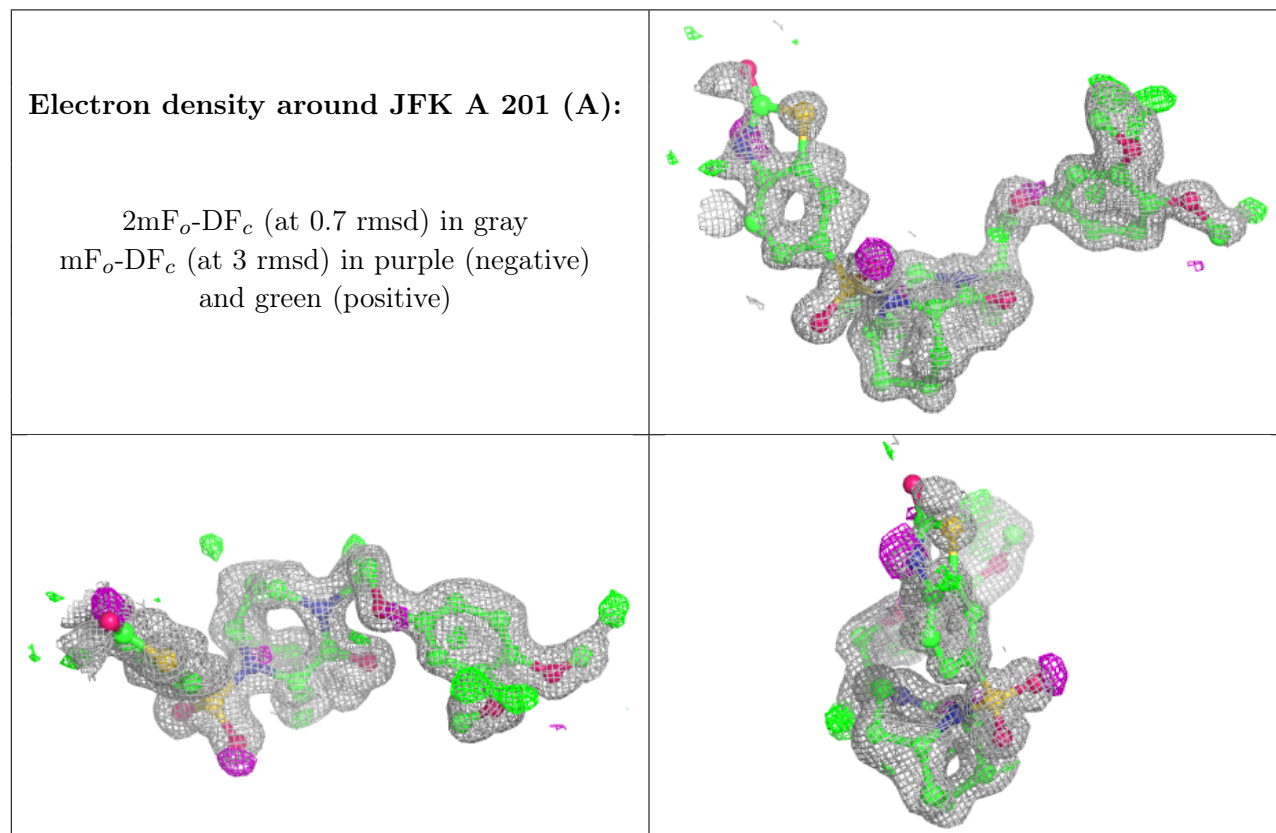 Electron density around JFK A 201 (A):
2mFₒ-DF𝒸 (at 0.7 rmsd) in gray
mFₒ-DF𝒸 (at 3 rmsd) in purple (negative)
and green (positive)